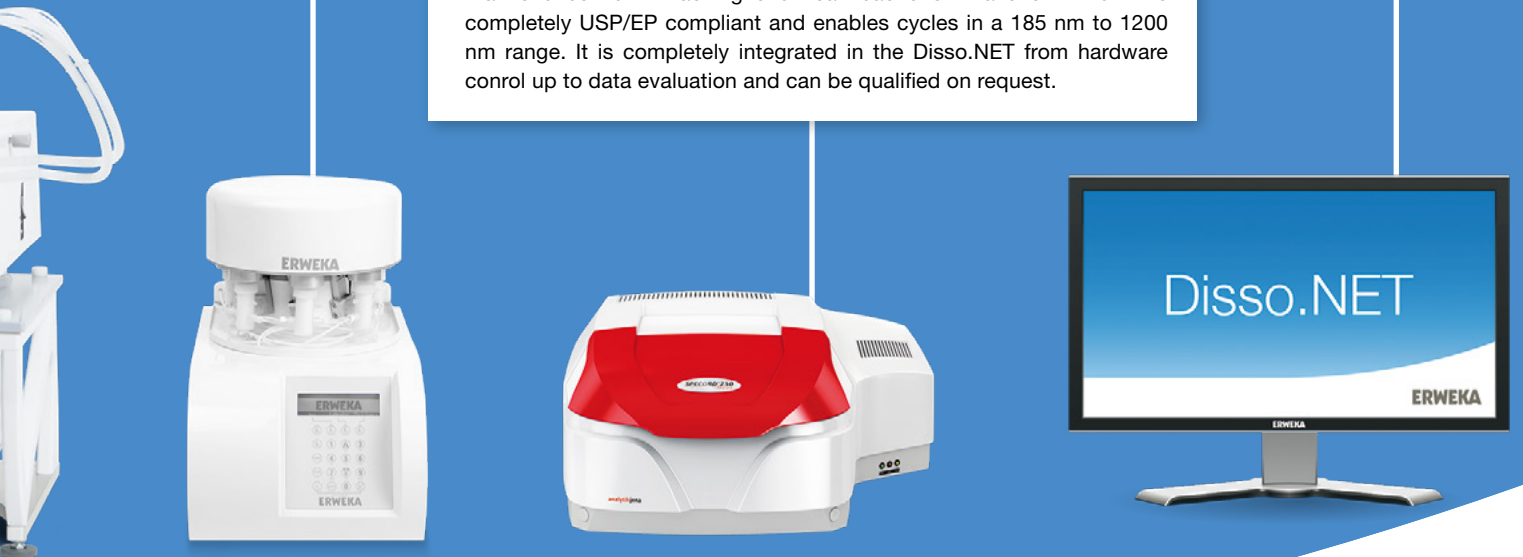 completely USP/EP compliant and enables cycles in a 185 nm to 1200
nm range. It is completely integrated in the Disso.NET from hardware
conrol up to data evaluation and can be qualified on request.
ERWEKA
ERWEKA
ERWEKA
analytikjena
Disso.NET
ERWEKA
ERWEKA